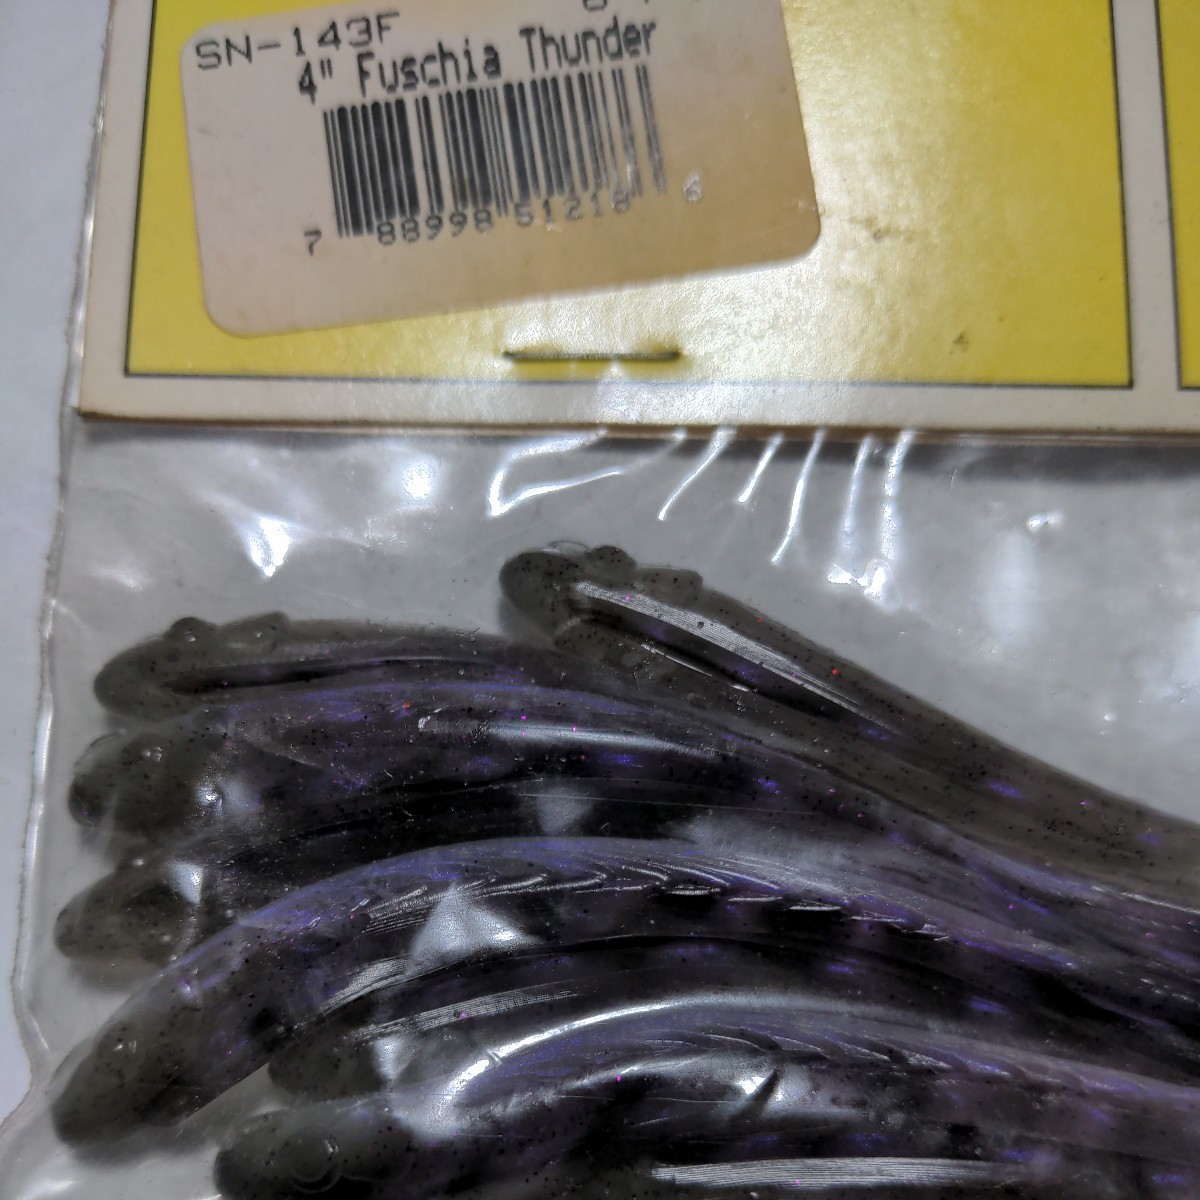 SN-143F
4" Fuschia Thunder
7 88998 51218 6